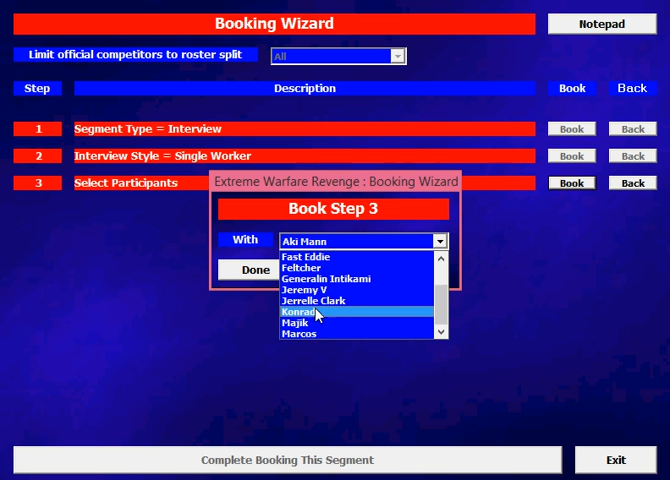 Booking Wizard
Notepad
Limit official competitors to roster split
All
Step
Description
Book
Back
1
Segment Type = Interview
Book
Back
2
Interview Style = Single Worker
Book
Back
3
Select Participants
Book
Back
Extreme Warfare Revenge : Booking Wizard
Book Step 3
With
Aki Mann
Done
Fast Eddie
Feltcher
Generalin Intikami
Jeremy V
Jerrelle Clark
Konrad
Majik
Marcos
Complete Booking This Segment
Exit